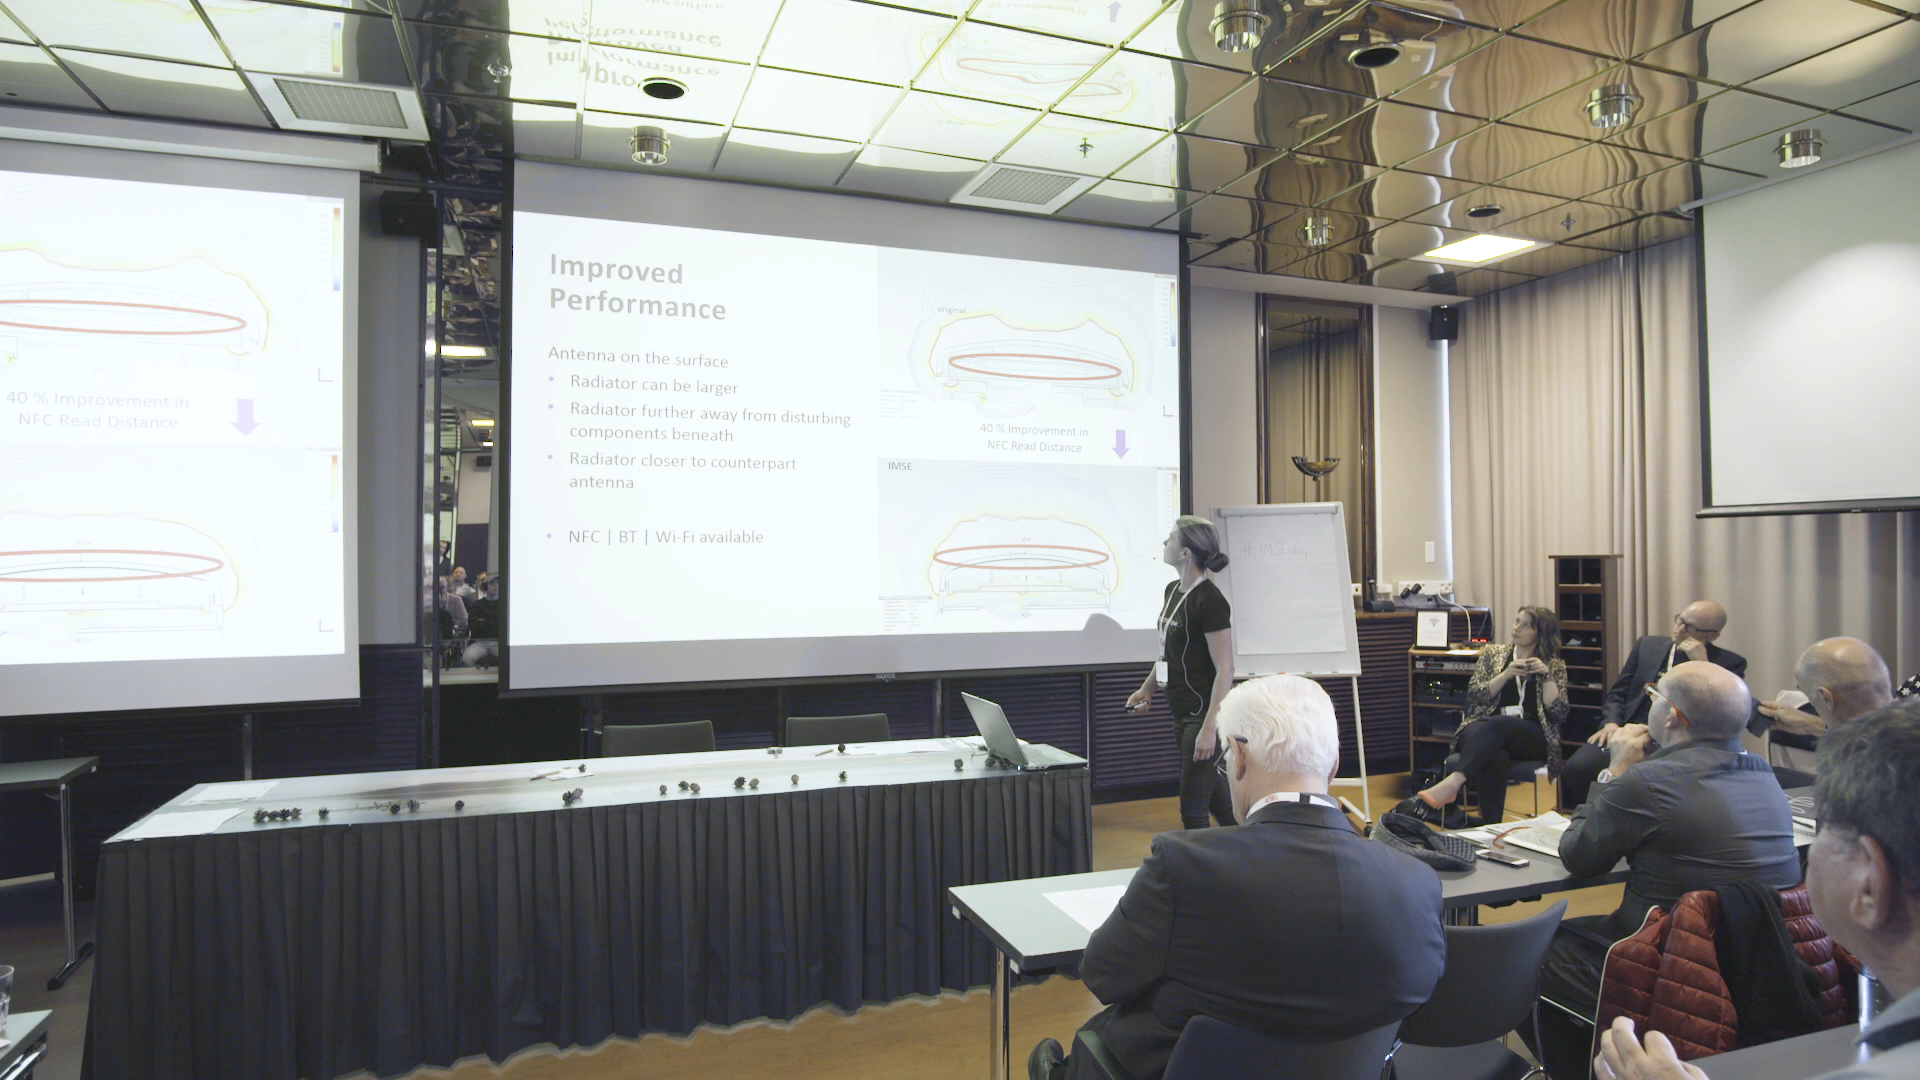 40 % Improvement in
NFC Read Distance
Improved
Performance
Antenna on the surface
• Radiator can be larger
• Radiator further away from disturbing
components beneath
• Radiator closer to counterpart
antenna
• NFC | BT | Wi-Fi available
original
40 % Improvement in
NFC Read Distance
IMSE
# IMSEday